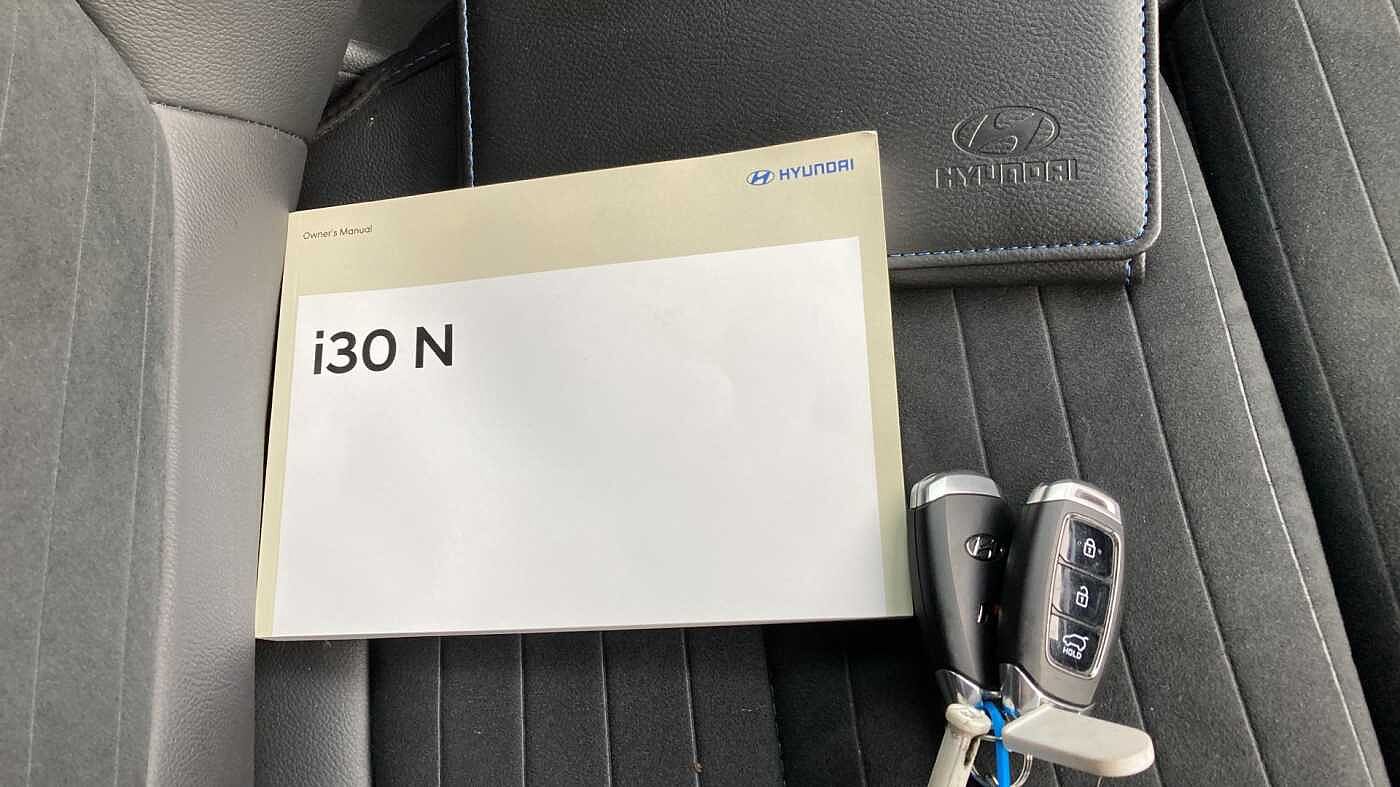 HYUNDAI
HYUNDAI
Owner's Manual
i30 N
HOLD